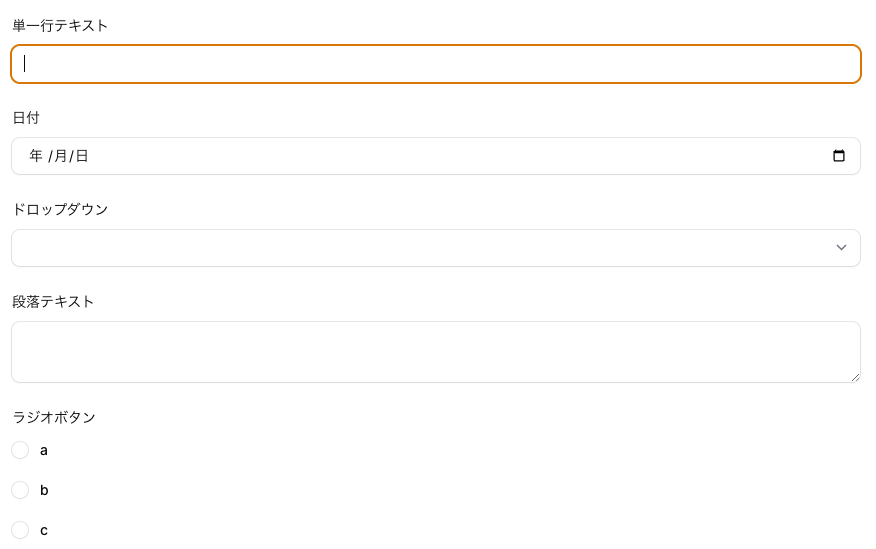 単一行テキスト
日付
年 /月/日
ドロップダウン
段落テキスト
ラジオボタン
a
b
c